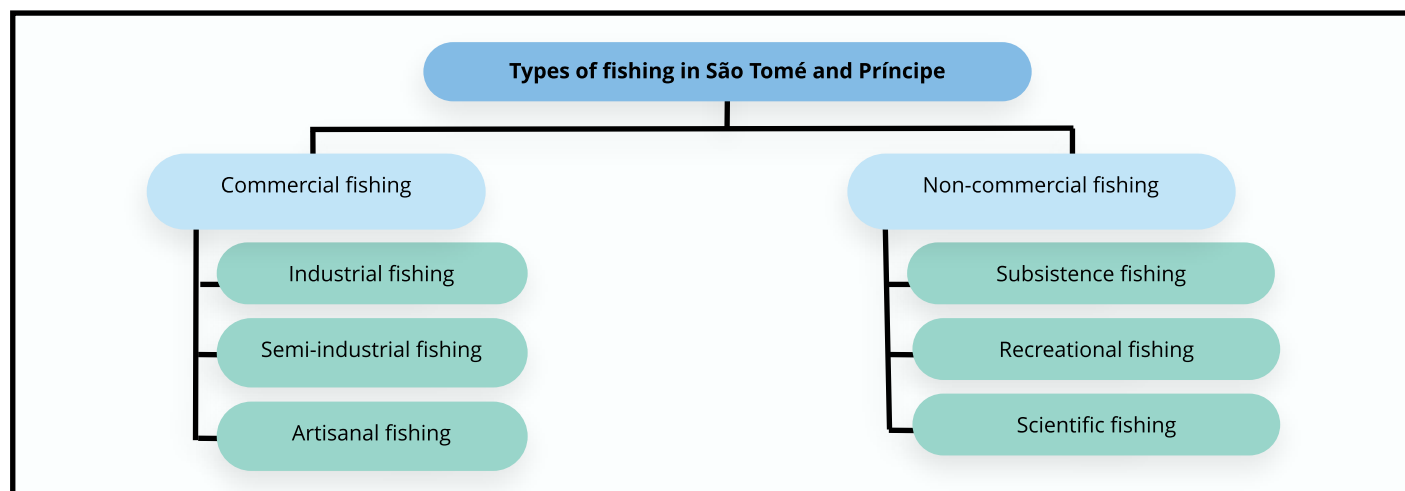 Types of fishing in São Tomé and Príncipe
Commercial fishing
Industrial fishing
Semi-industrial fishing
Artisanal fishing
Non-commercial fishing
Subsistence fishing
Recreational fishing
Scientific fishing